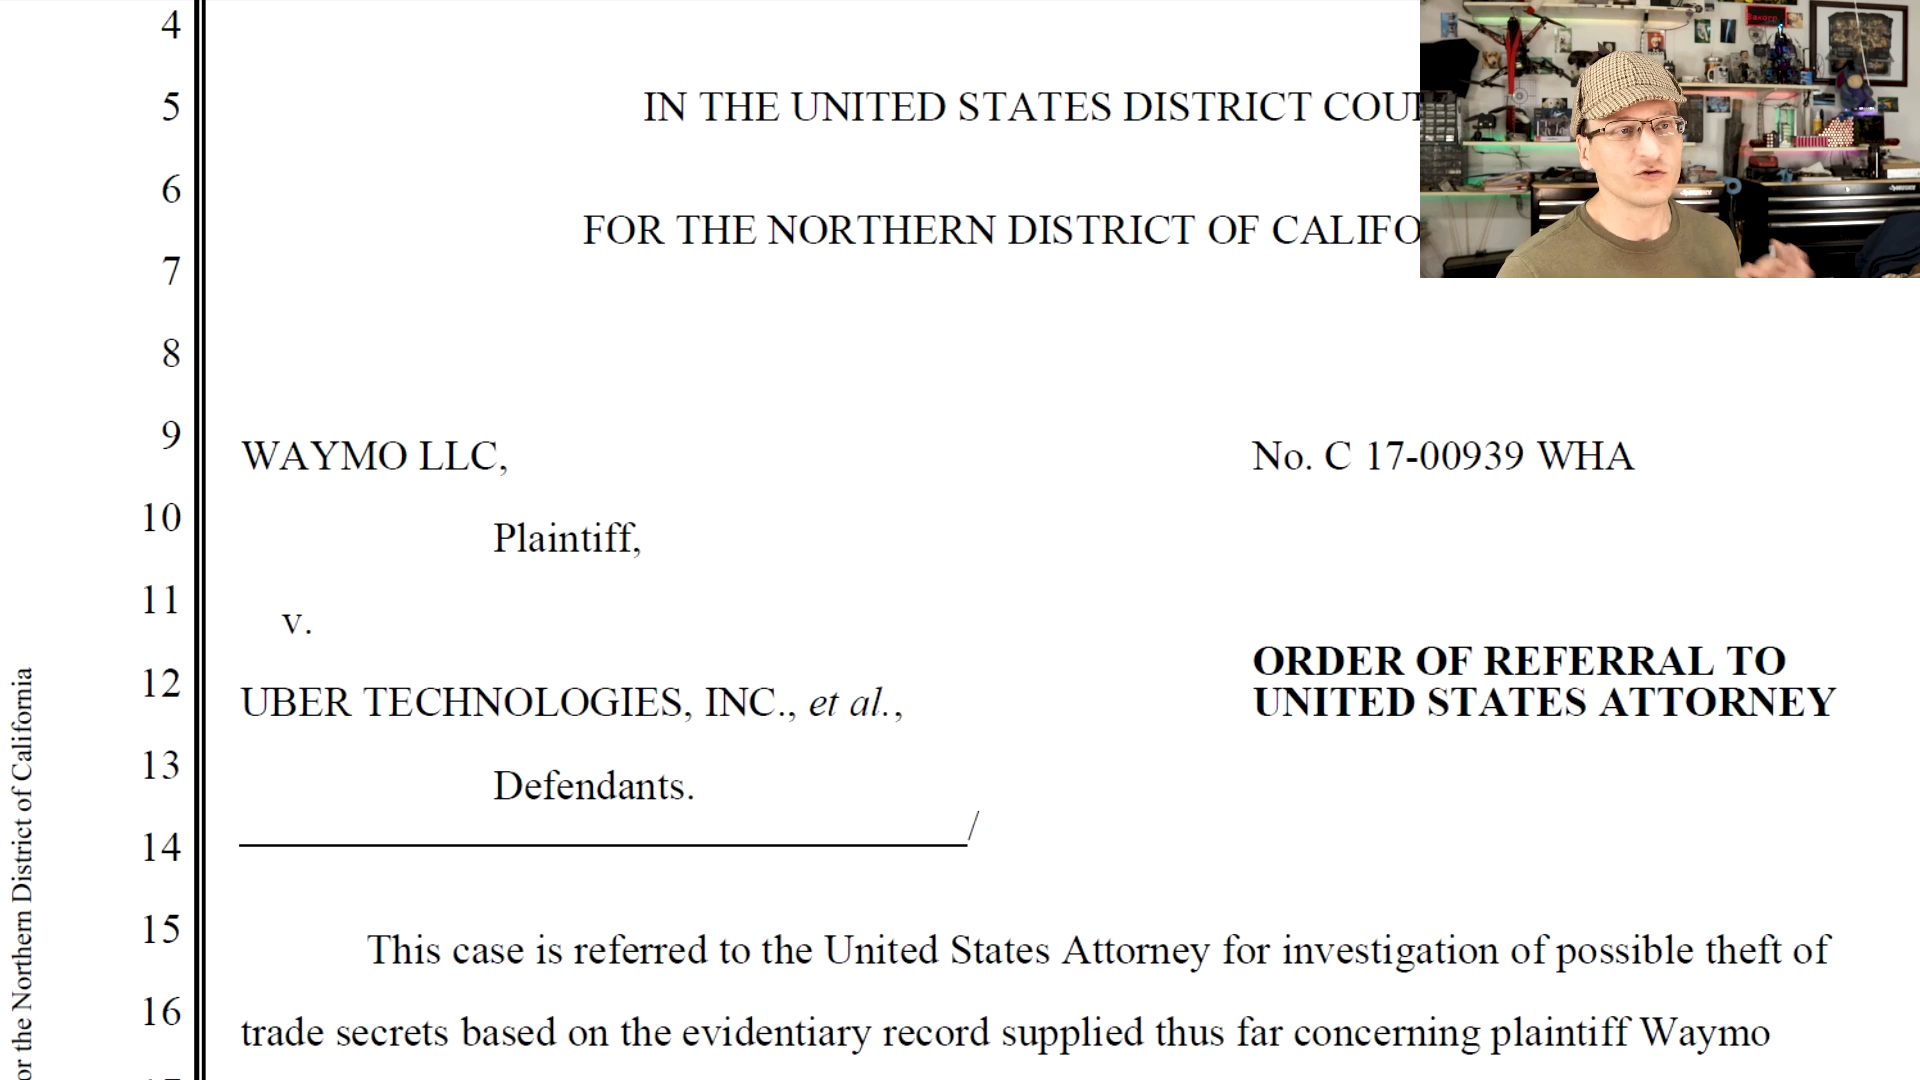 4
5
IN THE UNITED STATES DISTRICT COU
6
FOR THE NORTHERN DISTRICT OF CALIFO
7
8
9
WAYMO LLC,
No. C 17-00939 WHA
10
Plaintiff,
11
v.
ORDER OF REFERRAL TO
12
UBER TECHNOLOGIES, INC., et al.,
UNITED STATES ATTORNEY
13
Defendants.
14
/
15
This case is referred to the United States Attorney for investigation of possible theft of
16
trade secrets based on the evidentiary record supplied thus far concerning plaintiff Waymo
or the Northern District of California